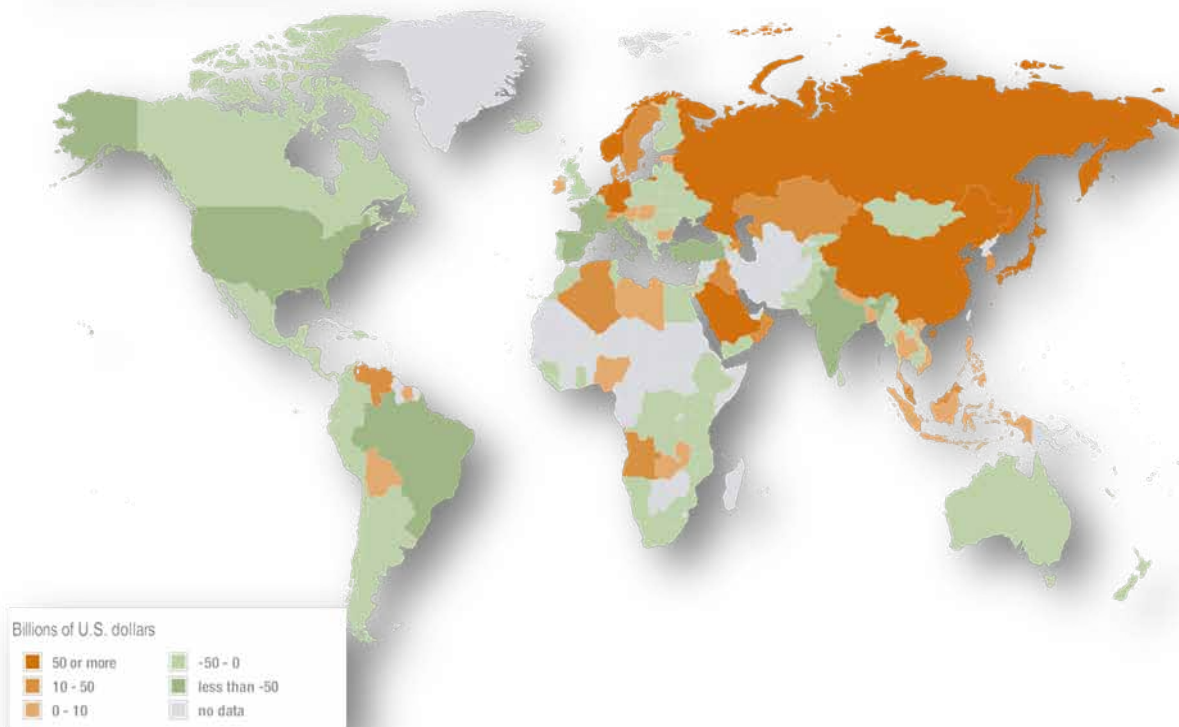 Billions of U.S. dollars
50 or more
10 - 50
0 - 10
-50 - 0
less than -50
no data